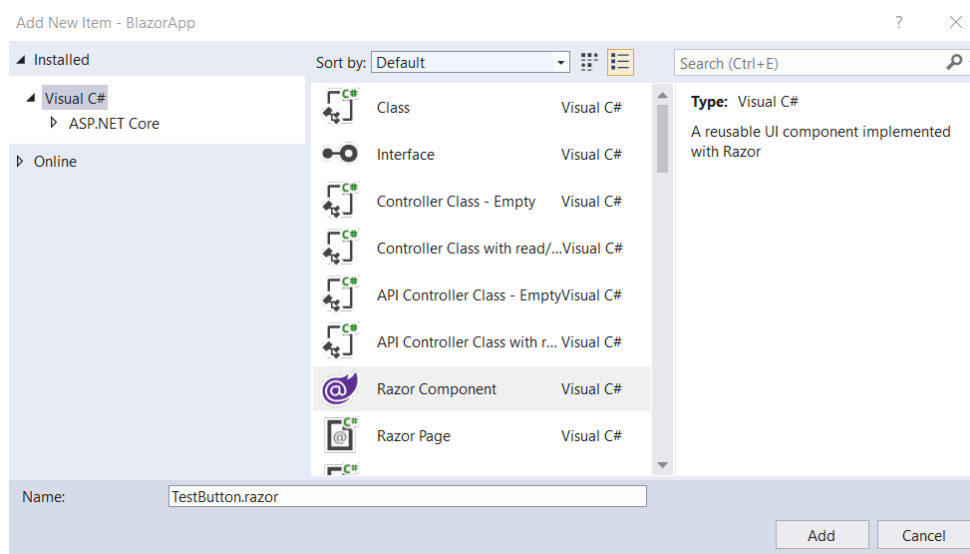 Add New Item - BlazorApp
?
Installed
Sort by: Default
Search (Ctrl+E)
Visual C#
ASP.NET Core
Online
C# Class Visual C#
Interface Visual C#
C# Controller Class - Empty Visual C#
C# Controller Class with read/...Visual C#
C# API Controller Class - EmptyVisual C#
C# API Controller Class with r... Visual C#
@ Razor Component Visual C#
C# @ Razor Page Visual C#
C#
Type: Visual C#
A reusable UI component implemented
with Razor
Name: TestButton.razor
Add Cancel